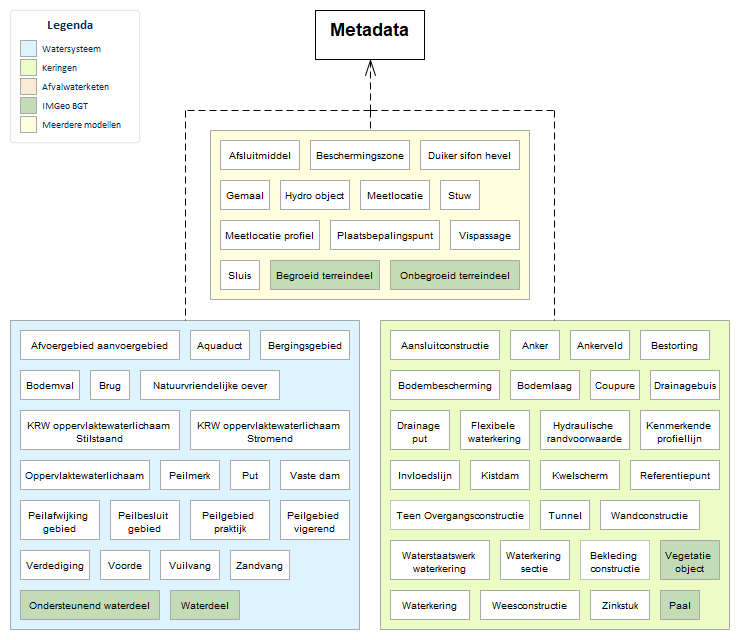 Legenda
Watersysteem
Keringen
Afvalwaterketen
IMGeo BGT
Meerdere modellen
Metadata
Afsluitmiddel
Beschermingszone
Duiker sifon hevel
Gemaal
Hydro object
Meetlocatie
Stuw
Meetlocatie profiel
Plaatsbepalingspunt
Vispassage
Sluis
Begroeid terreindeel
Onbegroeid terreindeel
Afvoergebied aanvoergebied
Aquaduct
Bergingsgebied
Bodemval
Brug
Natuurvriendelijke oever
KRW oppervlaktewaterlichaam
Stilstaand
KRW oppervlaktewaterlichaam
Stromend
Oppervlaktewaterlichaam
Peilmerk
Put
Vaste dam
Peilafwijking
gebied
Peilbesluit
gebied
Peilgebied
praktijk
Peilgebied
vigerend
Verdediging
Voorde
Vuilvang
Zandvang
Ondersteunend waterdeel
Waterdeel
Aansluitconstructie
Anker
Ankerveld
Bestorting
Bodembescherming
Bodemlaag
Coupure
Drainagebuis
Drainage
put
Flexibele
waterkering
Hydraulische
randvoorwaarde
Kenmerkende
profiellijn
Invloedslijn
Kistdam
Kwelscherm
Referentiepunt
Teen Overgangsconstructie
Tunnel
Wandconstructie
Waterstaatswerk
waterkering
Waterkering
sectie
Bekleding
constructie
Vegetatie
object
Waterkering
Weesconstructie
Zinkstuk
Paal